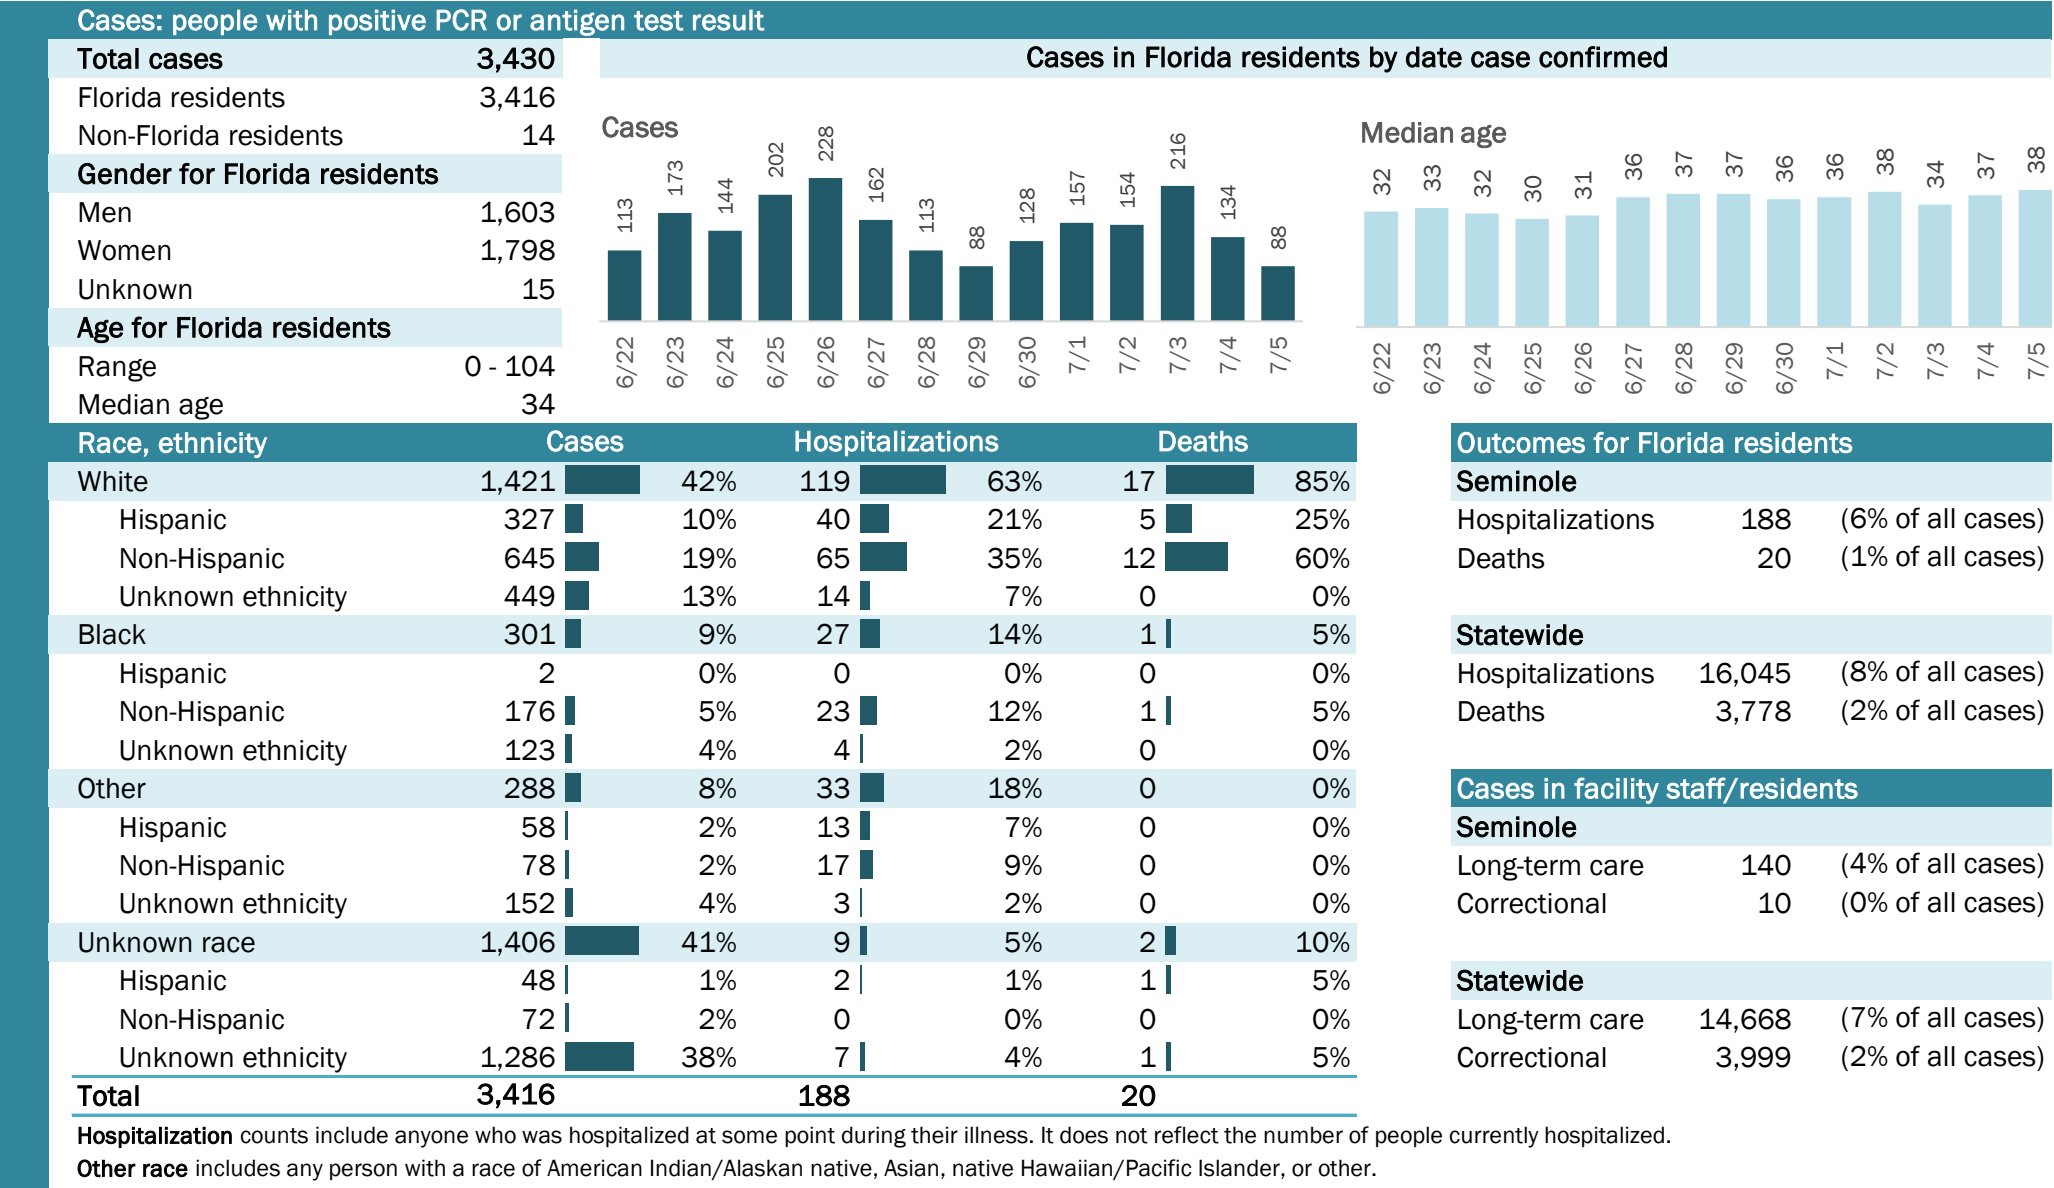 Cases: people with positive PCR or antigen test result
Total cases 3,430
Florida residents 3,416
Non-Florida residents 14
Gender for Florida residents
Men 1,603
Women 1,798
Unknown 15
Age for Florida residents
Range 0 - 104
Median age 34
Cases in Florida residents by date case confirmed
Cases
113 173 144 202 228 162 113 88 128 157 154 216 134 88
6/22 6/23 6/24 6/25 6/26 6/27 6/28 6/29 6/30 7/1 7/2 7/3 7/4 7/5
Median age
32 33 32 30 31 36 37 37 36 36 38 34 37 38
6/22 6/23 6/24 6/25 6/26 6/27 6/28 6/29 6/30 7/1 7/2 7/3 7/4 7/5
Race, ethnicity Cases Hospitalizations Deaths
White 1,421 42% 119 63% 17 85%
Hispanic 327 10% 40 21% 5 25%
Non-Hispanic 645 19% 65 35% 12 60%
Unknown ethnicity 449 13% 14 7% 0 0%
Black 301 9% 27 14% 1 5%
Hispanic 2 0% 0 0% 0 0%
Non-Hispanic 176 5% 23 12% 1 5%
Unknown ethnicity 123 4% 4 2% 0 0%
Other 288 8% 33 18% 0 0%
Hispanic 58 2% 13 7% 0 0%
Non-Hispanic 78 2% 17 9% 0 0%
Unknown ethnicity 152 4% 3 2% 0 0%
Unknown race 1,406 41% 9 5% 2 10%
Hispanic 48 1% 2 1% 1 5%
Non-Hispanic 72 2% 0 0% 0 0%
Unknown ethnicity 1,286 38% 7 4% 1 5%
Total 3,416 188 20
Outcomes for Florida residents
Seminole
Hospitalizations 188 (6% of all cases)
Deaths 20 (1% of all cases)
Statewide
Hospitalizations 16,045 (8% of all cases)
Deaths 3,778 (2% of all cases)
Cases in facility staff/residents
Seminole
Long-term care 140 (4% of all cases)
Correctional 10 (0% of all cases)
Statewide
Long-term care 14,668 (7% of all cases)
Correctional 3,999 (2% of all cases)
Hospitalization counts include anyone who was hospitalized at some point during their illness. It does not reflect the number of people currently hospitalized.
Other race includes any person with a race of American Indian/Alaskan native, Asian, native Hawaiian/Pacific Islander, or other.